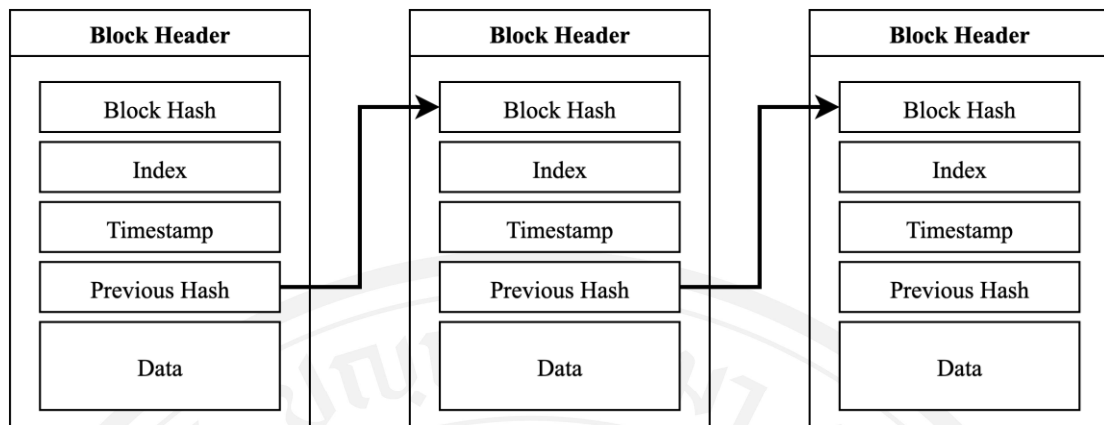 Block Header
Block Hash
Index
Timestamp
Previous Hash
Data
Block Header
Block Hash
Index
Timestamp
Previous Hash
Data
Block Header
Block Hash
Index
Timestamp
Previous Hash
Data